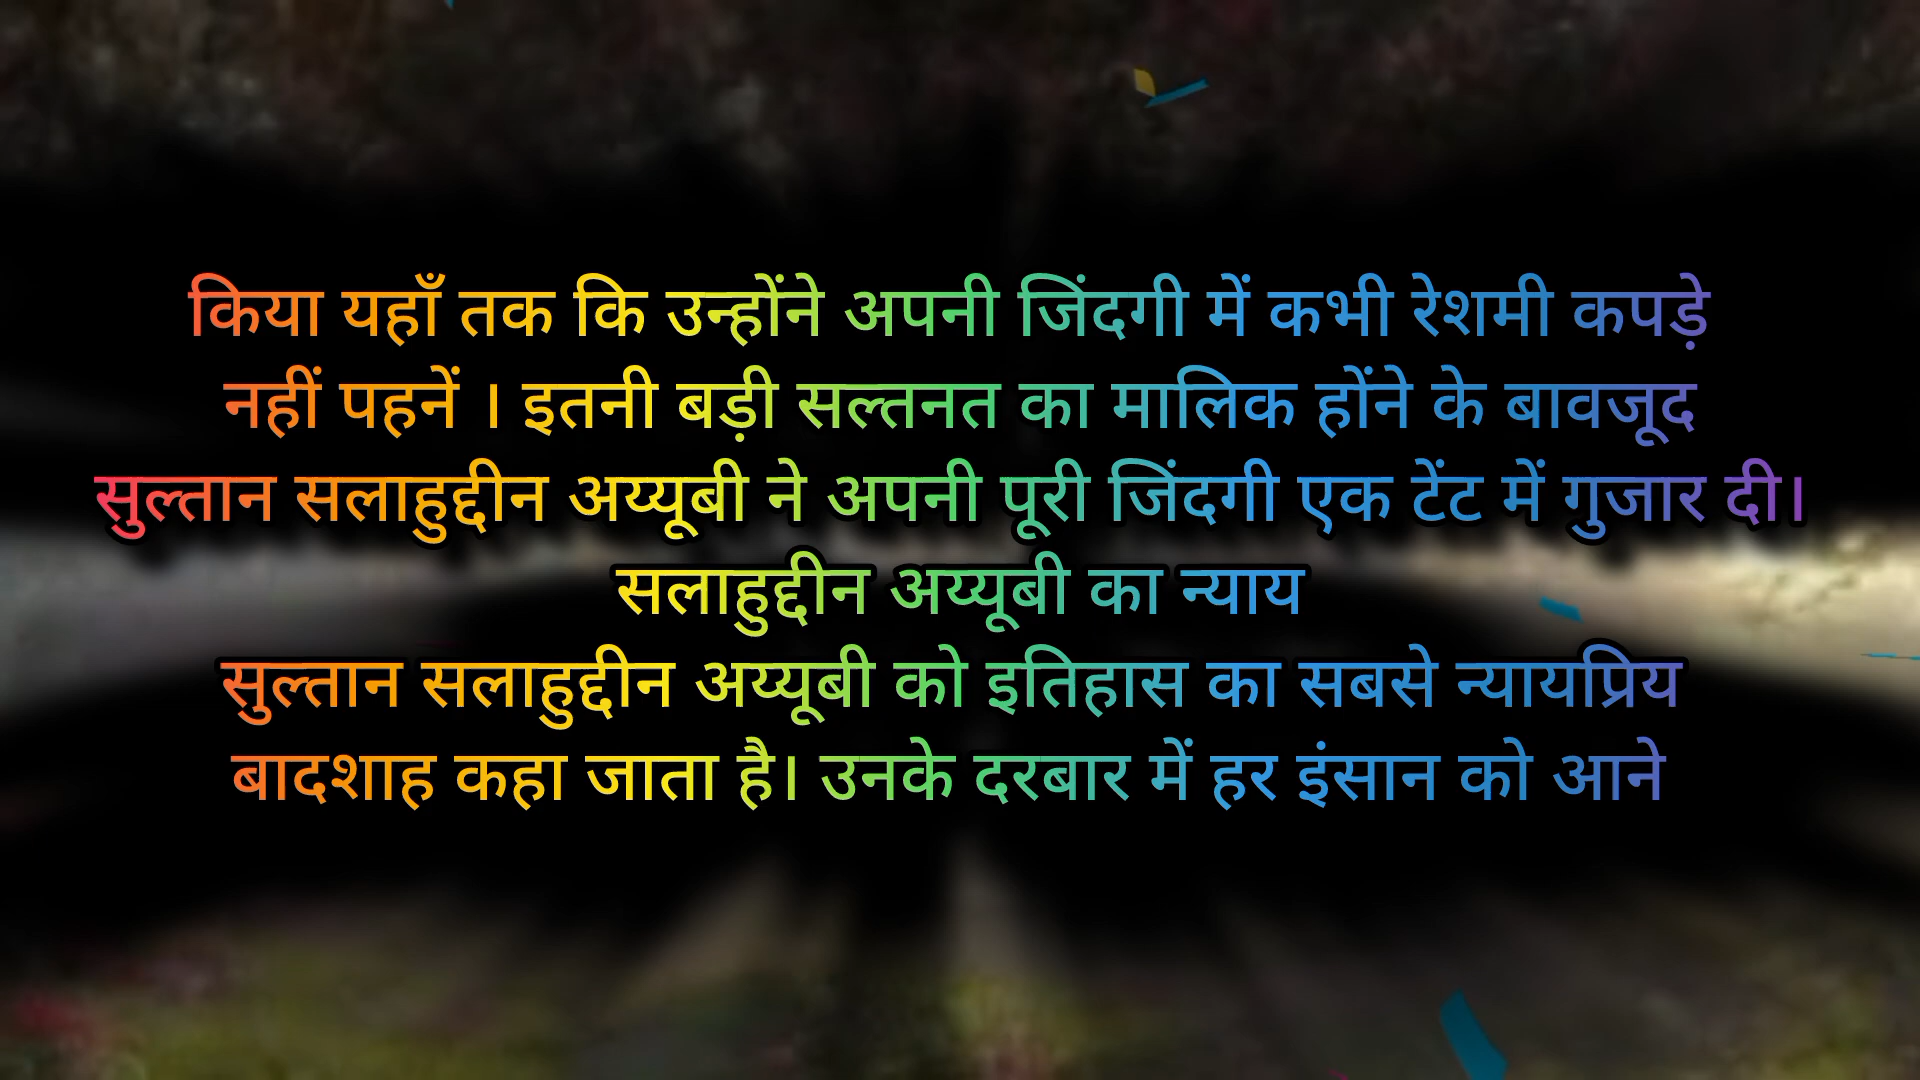 किया यहाँ तक कि उन्होंने अपनी जिंदगी में कभी रेशमी कपड़े
नहीं पहनें । इतनी बड़ी सल्तनत का मालिक होंने के बावजूद
सुल्तान सलाहुद्दीन अय्यूबी ने अपनी पूरी जिंदगी एक टेंट में गुजार दी।
सलाहुद्दीन अय्यूबी का न्याय
सुल्तान सलाहुद्दीन अय्यूबी को इतिहास का सबसे न्यायप्रिय
बादशाह कहा जाता है। उनके दरबार में हर इंसान को आने